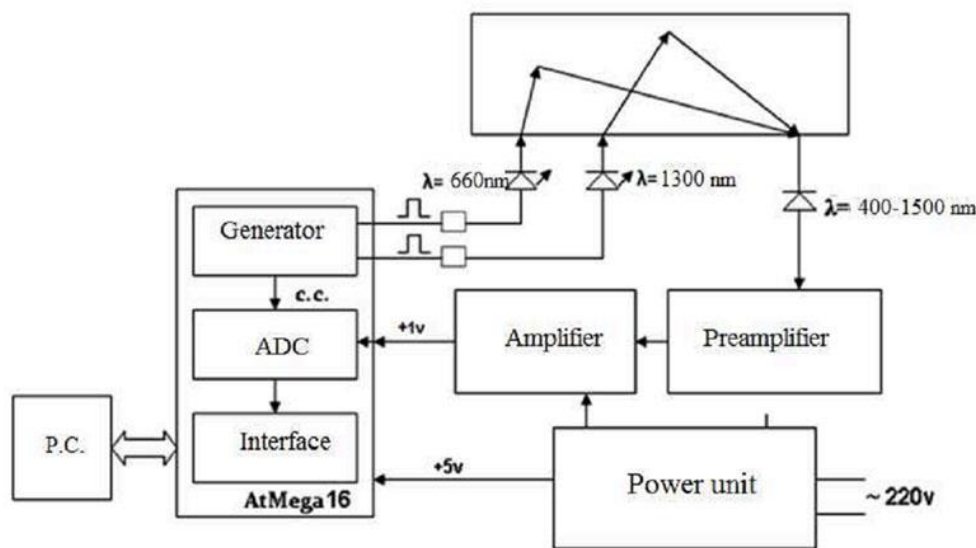 λ= 660nm
λ= 1300 nm
λ= 400-1500 nm
Generator
c.c.
ADC
+1v
Amplifier
Preamplifier
P.C.
Interface
+5v
AtMega16
Power unit
~ 220v